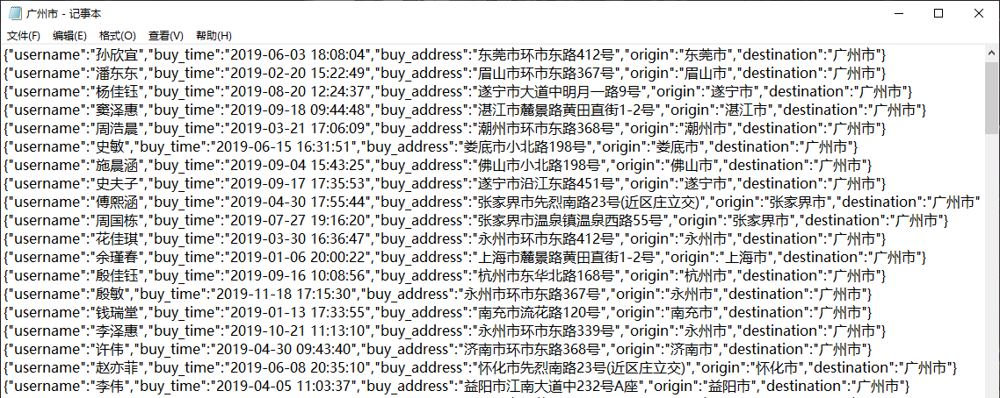 广州市 - 记事本
文件(F) 编辑(E) 格式(O) 查看(V) 帮助(H)
{"username":"孙欣宜","buy_time":"2019-06-03 18:08:04","buy_address":"东莞市环市东路412号","origin":"东莞市","destination":"广州市"}
{"username":"潘东东","buy_time":"2019-02-20 15:22:49","buy_address":"眉山市环市东路367号","origin":"眉山市","destination":"广州市"}
{"username":"杨佳钰","buy_time":"2019-08-20 12:24:37","buy_address":"遂宁市大道中明月一路9号","origin":"遂宁市","destination":"广州市"}
{"username":"窦泽惠","buy_time":"2019-09-18 09:44:48","buy_address":"湛江市麓景路黄田直街1-2号","origin":"湛江市","destination":"广州市"}
{"username":"周浩晨","buy_time":"2019-03-21 17:06:09","buy_address":"潮州市环市东路368号","origin":"潮州市","destination":"广州市"}
{"username":"史敏","buy_time":"2019-06-15 16:31:51","buy_address":"娄底市小北路198号","origin":"娄底市","destination":"广州市"}
{"username":"施晨涵","buy_time":"2019-09-04 15:43:25","buy_address":"佛山市小北路198号","origin":"佛山市","destination":"广州市"}
{"username":"史夫子","buy_time":"2019-09-17 17:35:53","buy_address":"遂宁市沿江东路451号","origin":"遂宁市","destination":"广州市"}
{"username":"傅熙涵","buy_time":"2019-04-30 17:55:44","buy_address":"张家界市先烈南路23号(近区庄立交)","origin":"张家界市","destination":"广州市"
{"username":"周国栋","buy_time":"2019-07-27 19:16:20","buy_address":"张家界市温泉镇温泉西路55号","origin":"张家界市","destination":"广州市"}
{"username":"花佳琪","buy_time":"2019-03-30 16:36:47","buy_address":"永州市环市东路412号","origin":"永州市","destination":"广州市"}
{"username":"佘瑾春","buy_time":"2019-01-06 20:00:22","buy_address":"上海市麓景路黄田直街1-2号","origin":"上海市","destination":"广州市"}
{"username":"殷佳钰","buy_time":"2019-09-16 10:08:56","buy_address":"杭州市东华北路168号","origin":"杭州市","destination":"广州市"}
{"username":"殷敏","buy_time":"2019-11-18 17:15:30","buy_address":"永州市环市东路367号","origin":"永州市","destination":"广州市"}
{"username":"钱瑞堂","buy_time":"2019-01-13 17:33:55","buy_address":"南充市流花路120号","origin":"南充市","destination":"广州市"}
{"username":"李泽惠","buy_time":"2019-10-21 11:13:10","buy_address":"永州市环市东路339号","origin":"永州市","destination":"广州市"}
{"username":"许伟","buy_time":"2019-04-30 09:43:40","buy_address":"济南市环市东路368号","origin":"济南市","destination":"广州市"}
{"username":"赵亦菲","buy_time":"2019-06-08 20:35:10","buy_address":"怀化市先烈南路23号(近区庄立交)","origin":"怀化市","destination":"广州市"}
{"username":"李伟","buy_time":"2019-04-05 11:03:37","buy_address":"益阳市江南大道中232号A座","origin":"益阳市","destination":"广州市"}